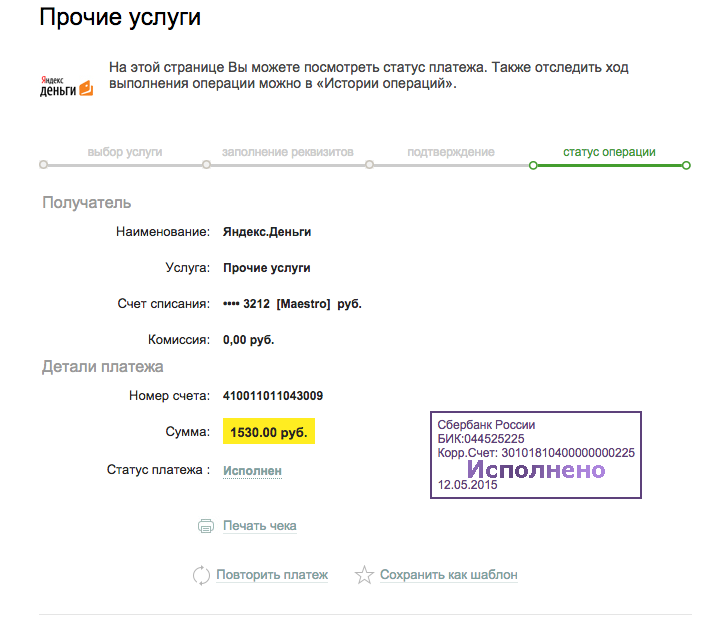 Прочие услуги
На этой странице Вы можете посмотреть статус платежа. Также отследить ход
Яндекс
деньги
выполнения операции можно в «Истории операций».
выбор услуги
заполнение реквизитов
подтверждение
статус операции
Получатель
Наименование: Яндекс.Деньги
Услуга: Прочие услуги
Счет списания: •••• 3212 [Maestro] руб.
Комиссия: 0,00 руб.
Детали платежа
Номер счета: 410011011043009
Сумма: 1530.00 руб.
Статус платежа : Исполнен
Сбербанк России
БИК:044525225
Корр.Счет: 30101810400000000225
Исполнено
12.05.2015
Печать чека
Повторить платеж
Сохранить как шаблон